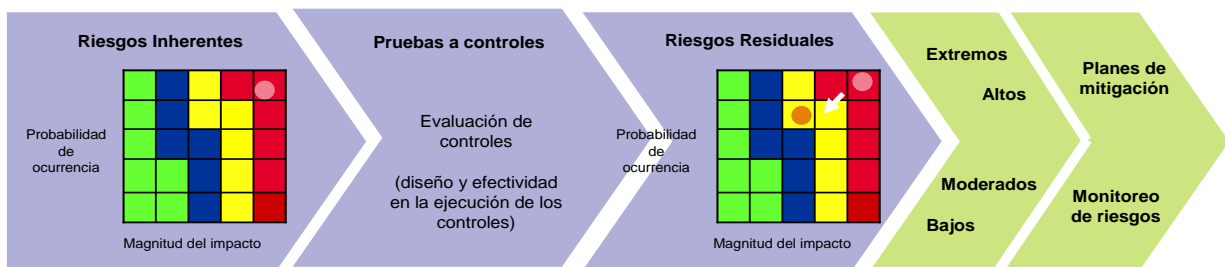 Riesgos Inherentes
Probabilidad
de
ocurrencia
Magnitud del impacto
Pruebas a controles
Evaluación de
controles
(diseño y efectividad
en la ejecución de los
controles)
Riesgos Residuales
Probabilidad
de
ocurrencia
Magnitud del impacto
Extremos
Altos
Moderados
Bajos
Planes de
mitigación
Monitoreo
de riesgos